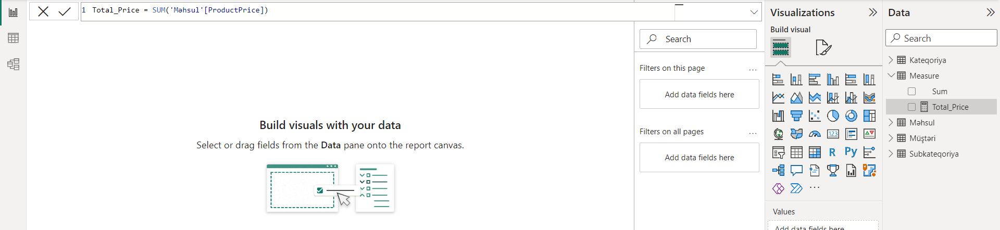 1 Total_Price = SUM('Məhsul'[ProductPrice])
Build visuals with your data
Select or drag fields from the Data pane onto the report canvas.
Search
Filters on this page
...
Add data fields here
Filters on all pages
...
Add data fields here
Visualizations
Build visual
123
R
Py
...
Values
Add data fields here
Data
Search
Kateqoriya
Measure
Sum
Total_Price
Məhsul
Müştəri
Subkateqoriya